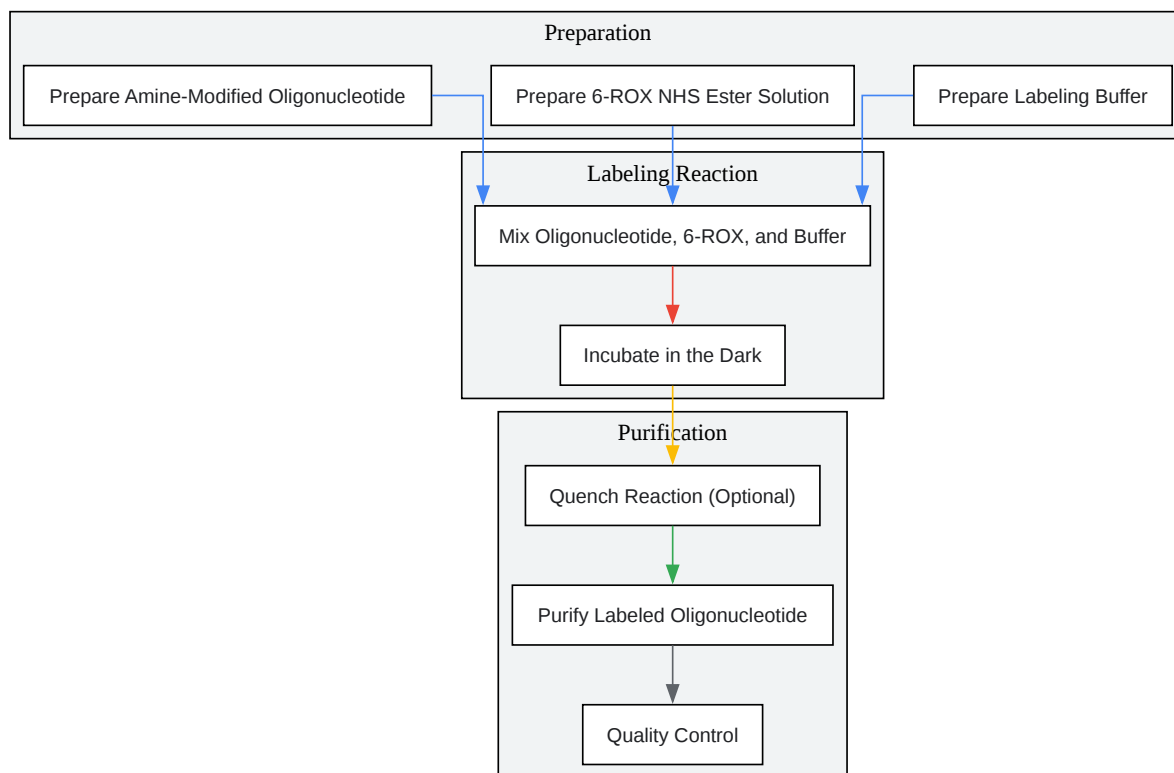 Preparation
Prepare Amine-Modified Oligonucleotide
Prepare 6-ROX NHS Ester Solution
Prepare Labeling Buffer
Labeling Reaction
Mix Oligonucleotide, 6-ROX, and Buffer
Incubate in the Dark
Purification
Quench Reaction (Optional)
Purify Labeled Oligonucleotide
Quality Control